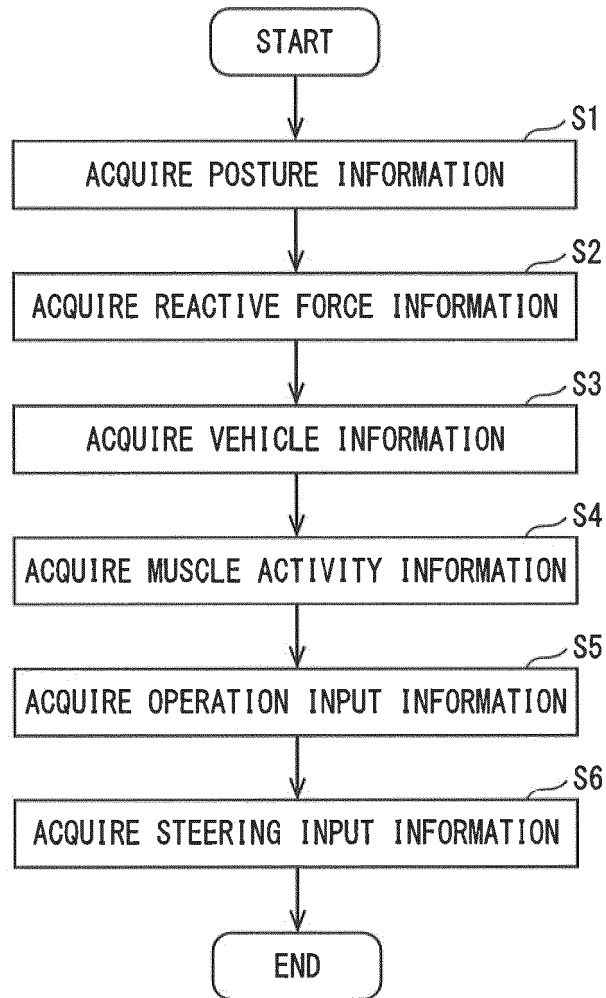 START
S1
ACQUIRE POSTURE INFORMATION
S2
ACQUIRE REACTIVE FORCE INFORMATION
S3
ACQUIRE VEHICLE INFORMATION
S4
ACQUIRE MUSCLE ACTIVITY INFORMATION
S5
ACQUIRE OPERATION INPUT INFORMATION
S6
ACQUIRE STEERING INPUT INFORMATION
END